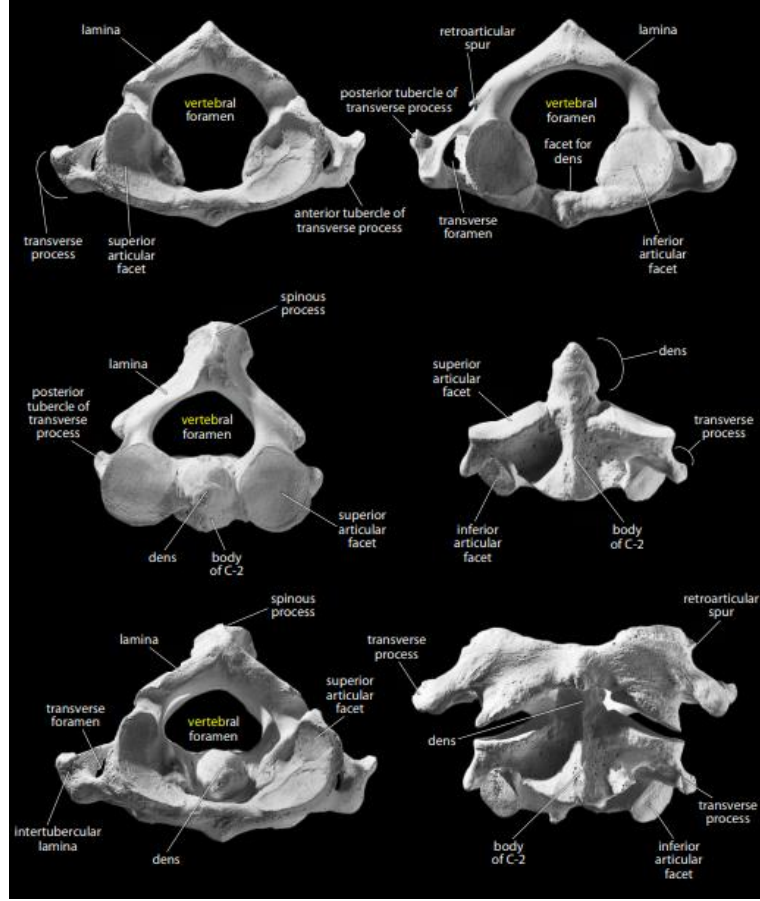 lamina
vertebral
foramen
transverse
process
superior
articular
facet
anterior tubercle of
transverse process
retroarticular
spur
lamina
posterior tubercle of
transverse process
vertebral
foramen
facet for
dens
transverse
foramen
inferior
articular
facet
spinous
process
lamina
posterior
tubercle of
transverse
process
vertebral
foramen
dens
body
of C-2
superior
articular
facet
dens
superior
articular
facet
transverse
process
inferior
articular
facet
body
of C-2
spinous
process
lamina
superior
articular
facet
transverse
foramen
vertebral
foramen
intertubercular
lamina
dens
retroarticular
spur
transverse
process
dens
transverse
process
body
of C-2
inferior
articular
facet